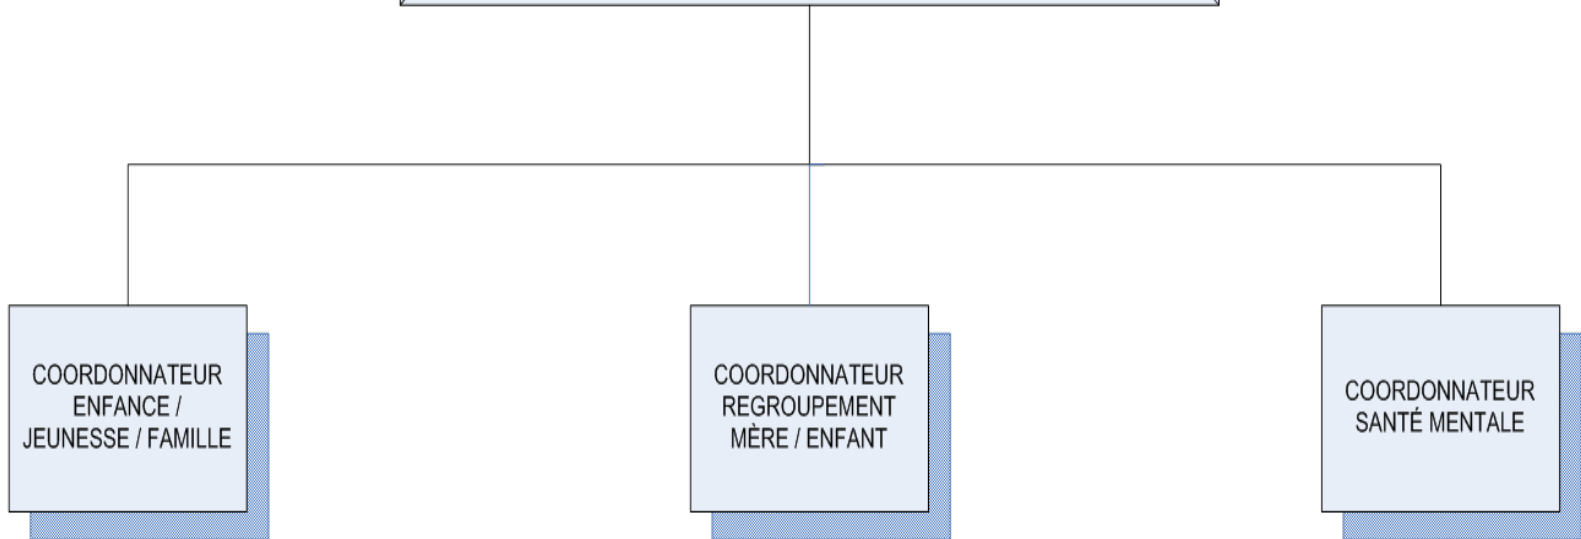 COORDONNATEUR
ENFANCE /
JEUNESSE / FAMILLE
COORDONNATEUR
REGROUPEMENT
MÈRE / ENFANT
COORDONNATEUR
SANTÉ MENTALE